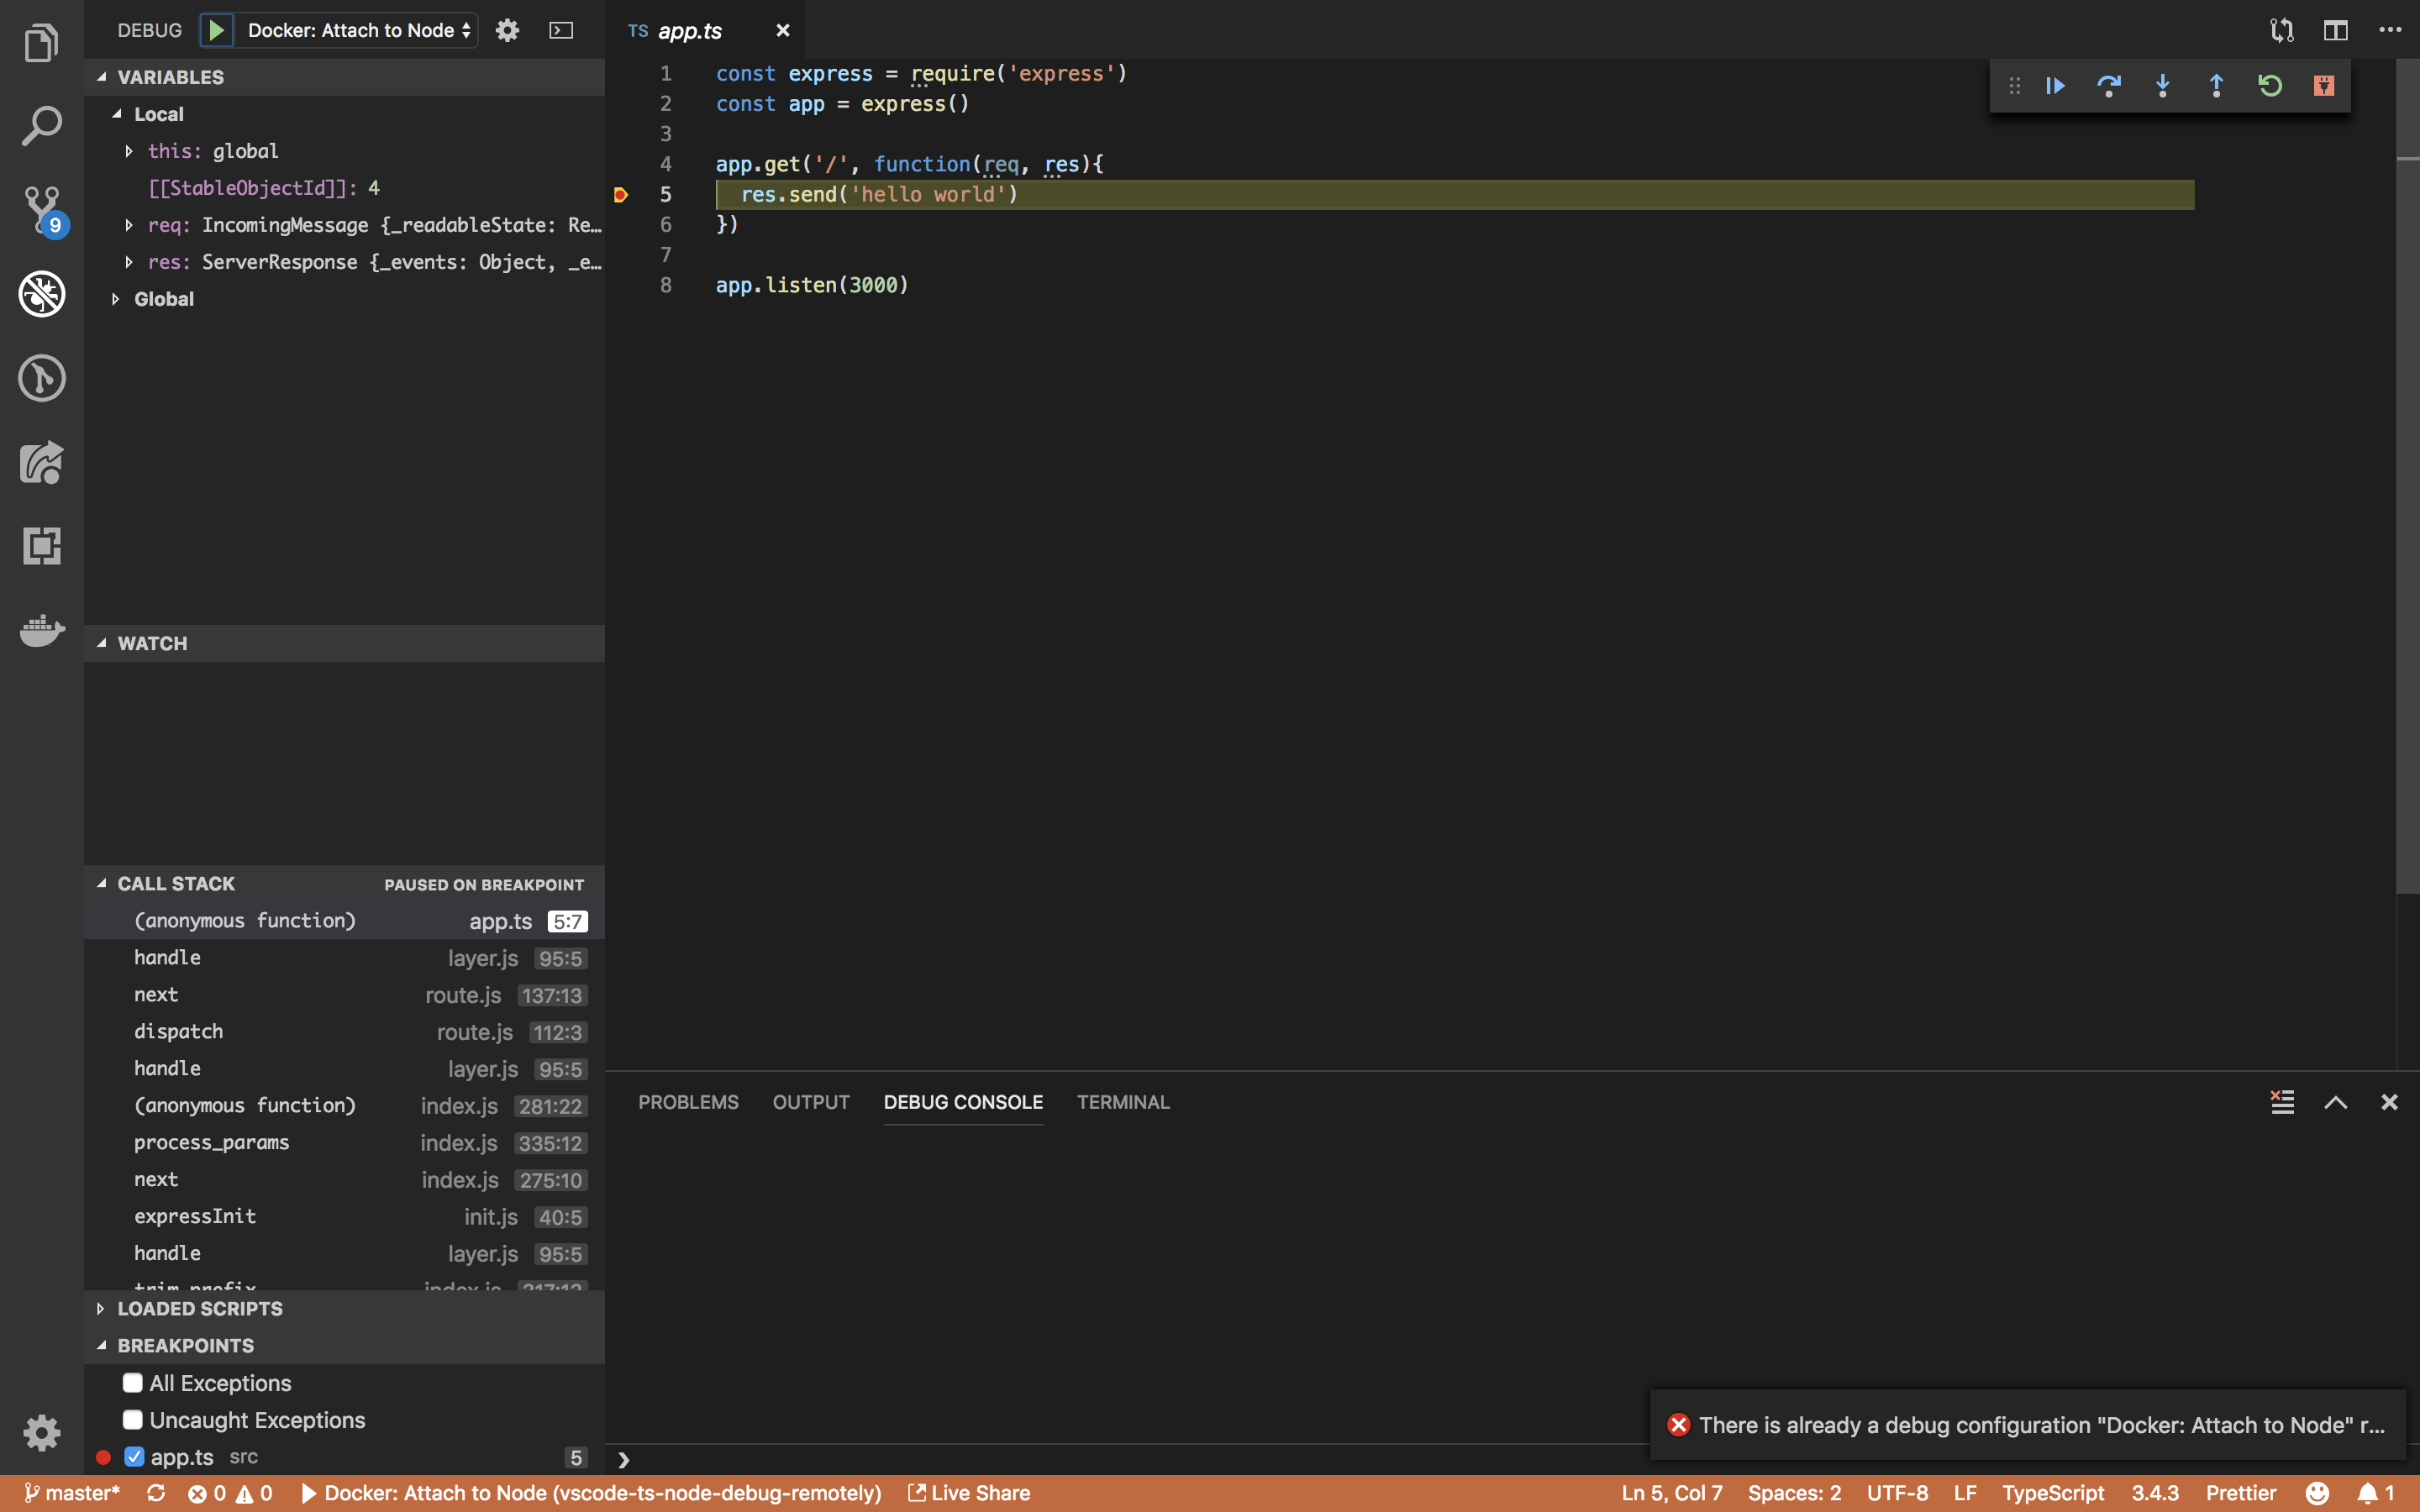 DEBUG Docker: Attach to Node
VARIABLES
Local
this: global
[[StableObjectId]]: 4
req: IncomingMessage {_readableState: Re…
res: ServerResponse {_events: Object, _e…
Global
WATCH
CALL STACK PAUSED ON BREAKPOINT
(anonymous function) app.ts 5:7
handle layer.js 95:5
next route.js 137:13
dispatch route.js 112:3
handle layer.js 95:5
(anonymous function) index.js 281:22
process_params index.js 335:12
next index.js 275:10
expressInit init.js 40:5
handle layer.js 95:5
trim_prefix index.js 317:13
LOADED SCRIPTS
BREAKPOINTS
All Exceptions
Uncaught Exceptions
app.ts src 5
9
TS app.ts
1 const express = require('express')
2 const app = express()
3
4 app.get('/', function(req, res){
5 res.send('hello world')
6 })
7
8 app.listen(3000)
PROBLEMS OUTPUT DEBUG CONSOLE TERMINAL
There is already a debug configuration "Docker: Attach to Node" r…
master* 0 0 Docker: Attach to Node (vscode-ts-node-debug-remotely) Live Share Ln 5, Col 7 Spaces: 2 UTF-8 LF TypeScript 3.4.3 Prettier 1